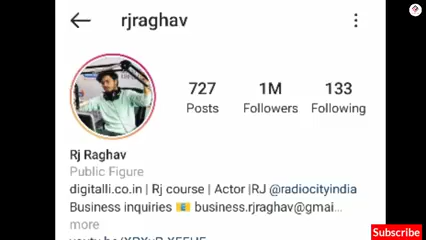 rjraghav
727 1M 133
Posts Followers Following
Rj Raghav
Public Figure
digitalli.co.in | Rj course | Actor |RJ @radiocityindia
Business inquiries 📧 business.rjraghav@gmai...
more
Subscribe